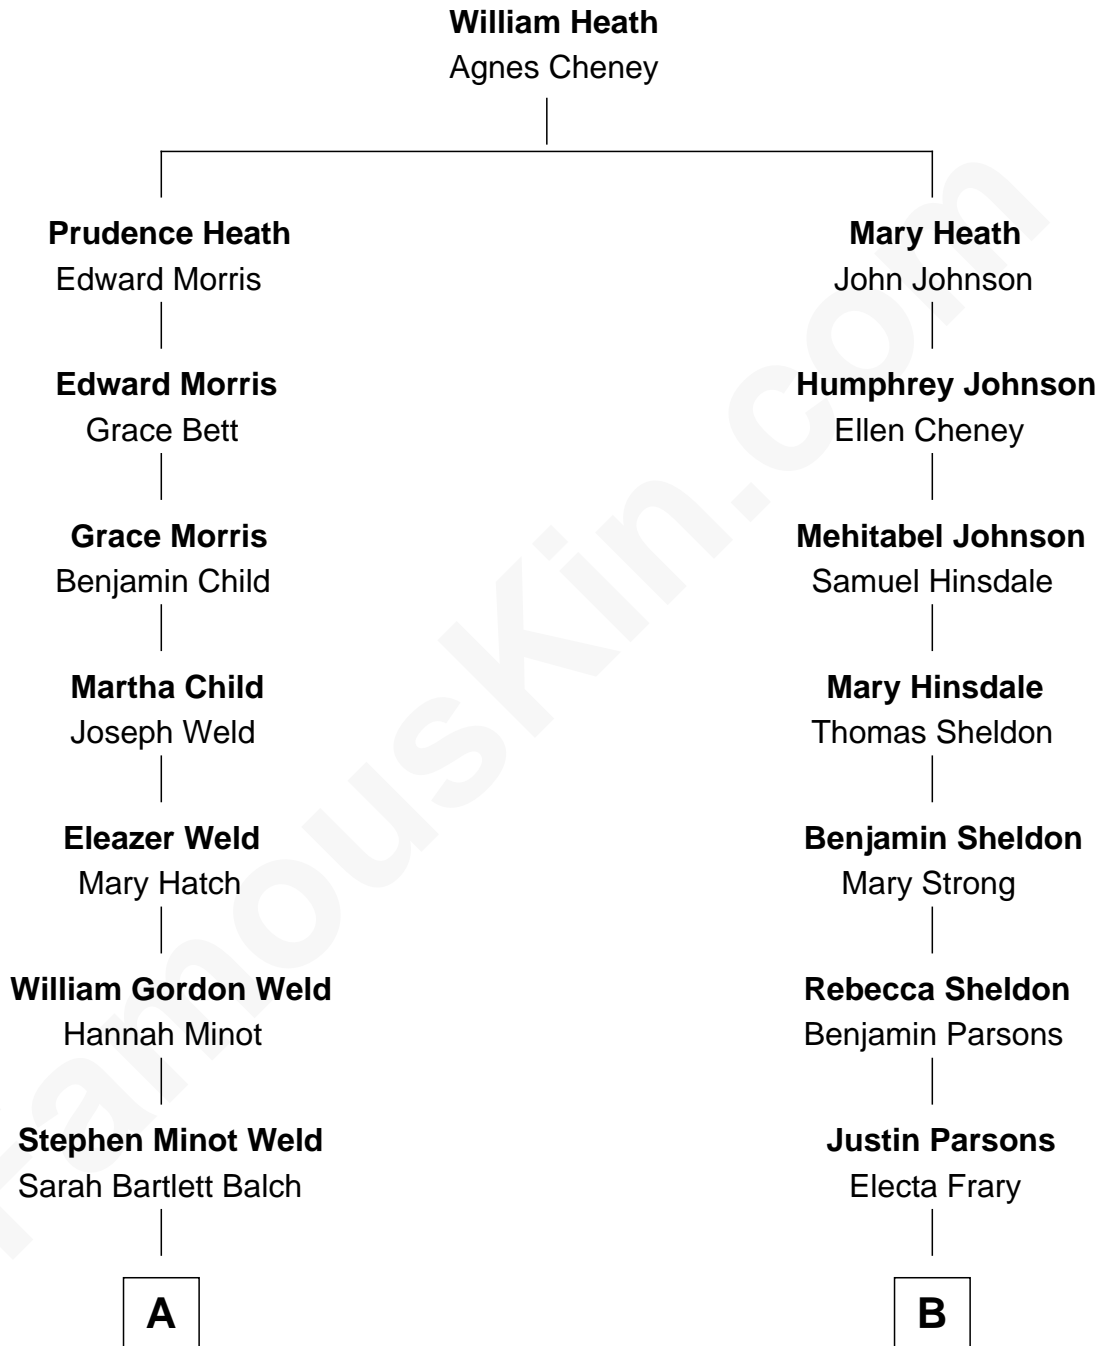 William Heath
Agnes Cheney
Prudence Heath
Edward Morris
Edward Morris
Grace Bett
Grace Morris
Benjamin Child
Martha Child
Joseph Weld
Eleazer Weld
Mary Hatch
William Gordon Weld
Hannah Minot
Stephen Minot Weld
Sarah Bartlett Balch
A
Mary Heath
John Johnson
Humphrey Johnson
Ellen Cheney
Mehitabel Johnson
Samuel Hinsdale
Mary Hinsdale
Thomas Sheldon
Benjamin Sheldon
Mary Strong
Rebecca Sheldon
Benjamin Parsons
Justin Parsons
Electa Frary
B
FamousKin.com